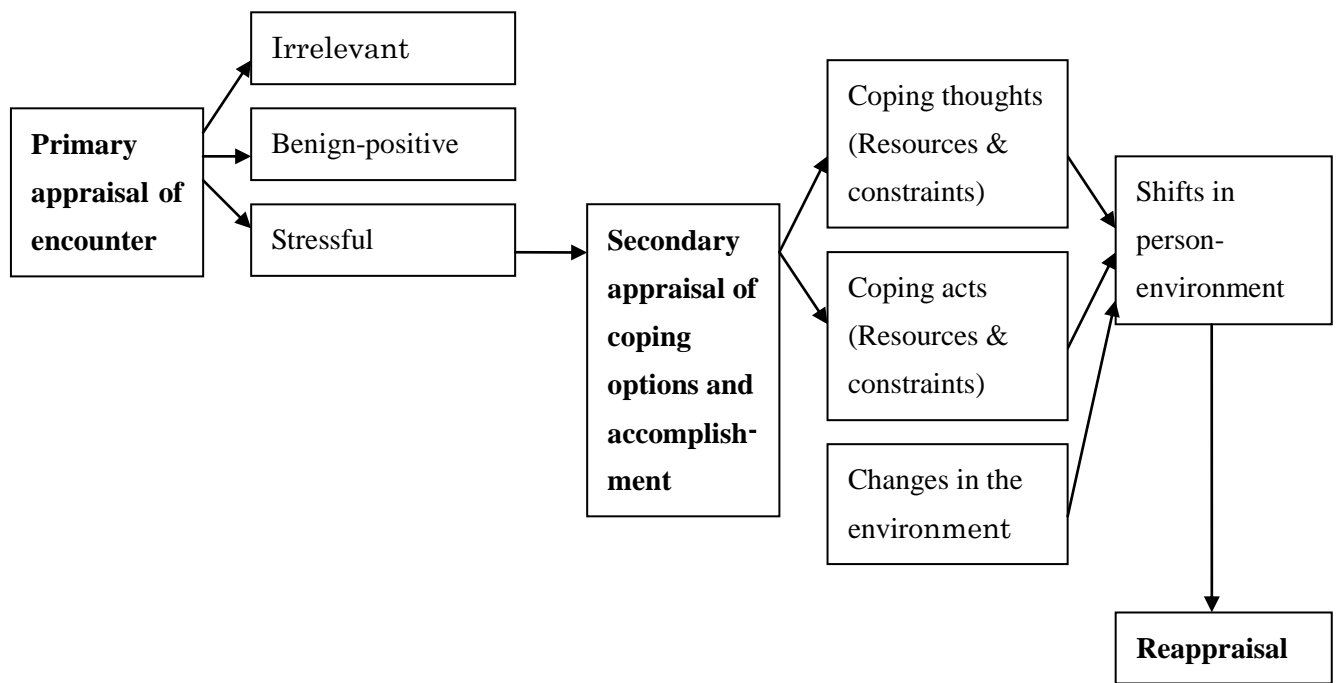 Primary
appraisal of
encounter
Irrelevant
Benign-positive
Stressful
Secondary
appraisal of
coping
options and
accomplish-
ment
Coping thoughts
(Resources &
constraints)
Coping acts
(Resources &
constraints)
Changes in the
environment
Shifts in
person-
environment
Reappraisal